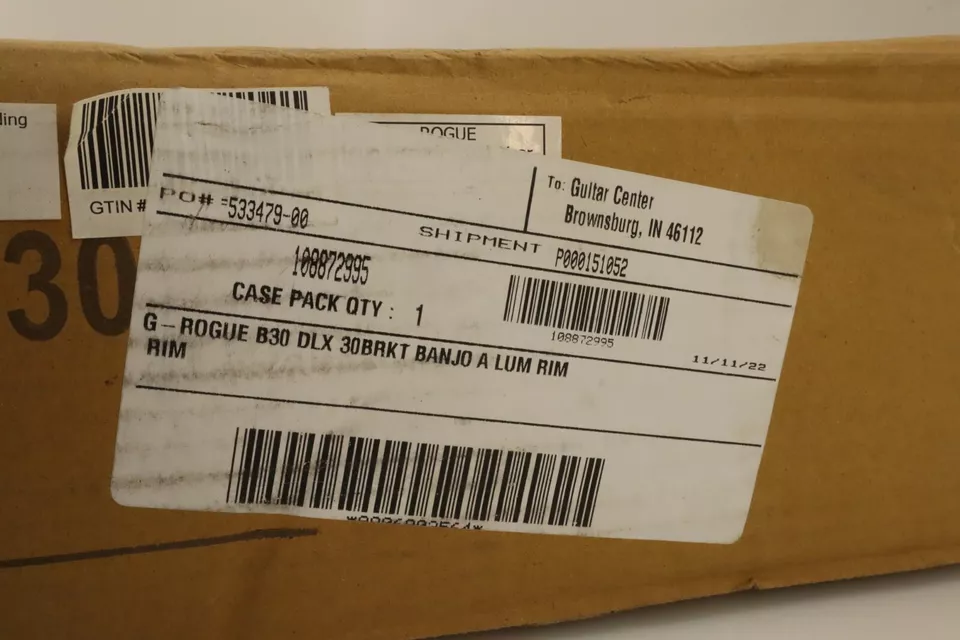 ding
GTIN #
ROGUE
30
To: Guitar Center
Brownsburg, IN 46112
PO# = 533479-00
SHIPMENT P000151052
108872995
CASE PACK QTY : 1
108872995
11/11/22
G-ROGUE B30 DLX 30BRKT BANJO A LUM RIM
RIM